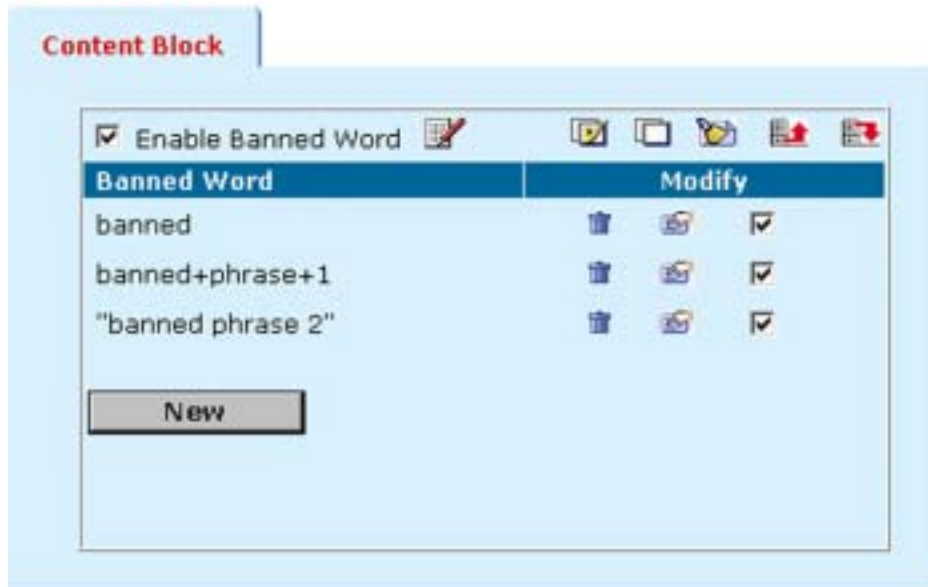 Content Block
Enable Banned Word
Banned Word Modify
banned
banned+phrase+1
"banned phrase 2"
New